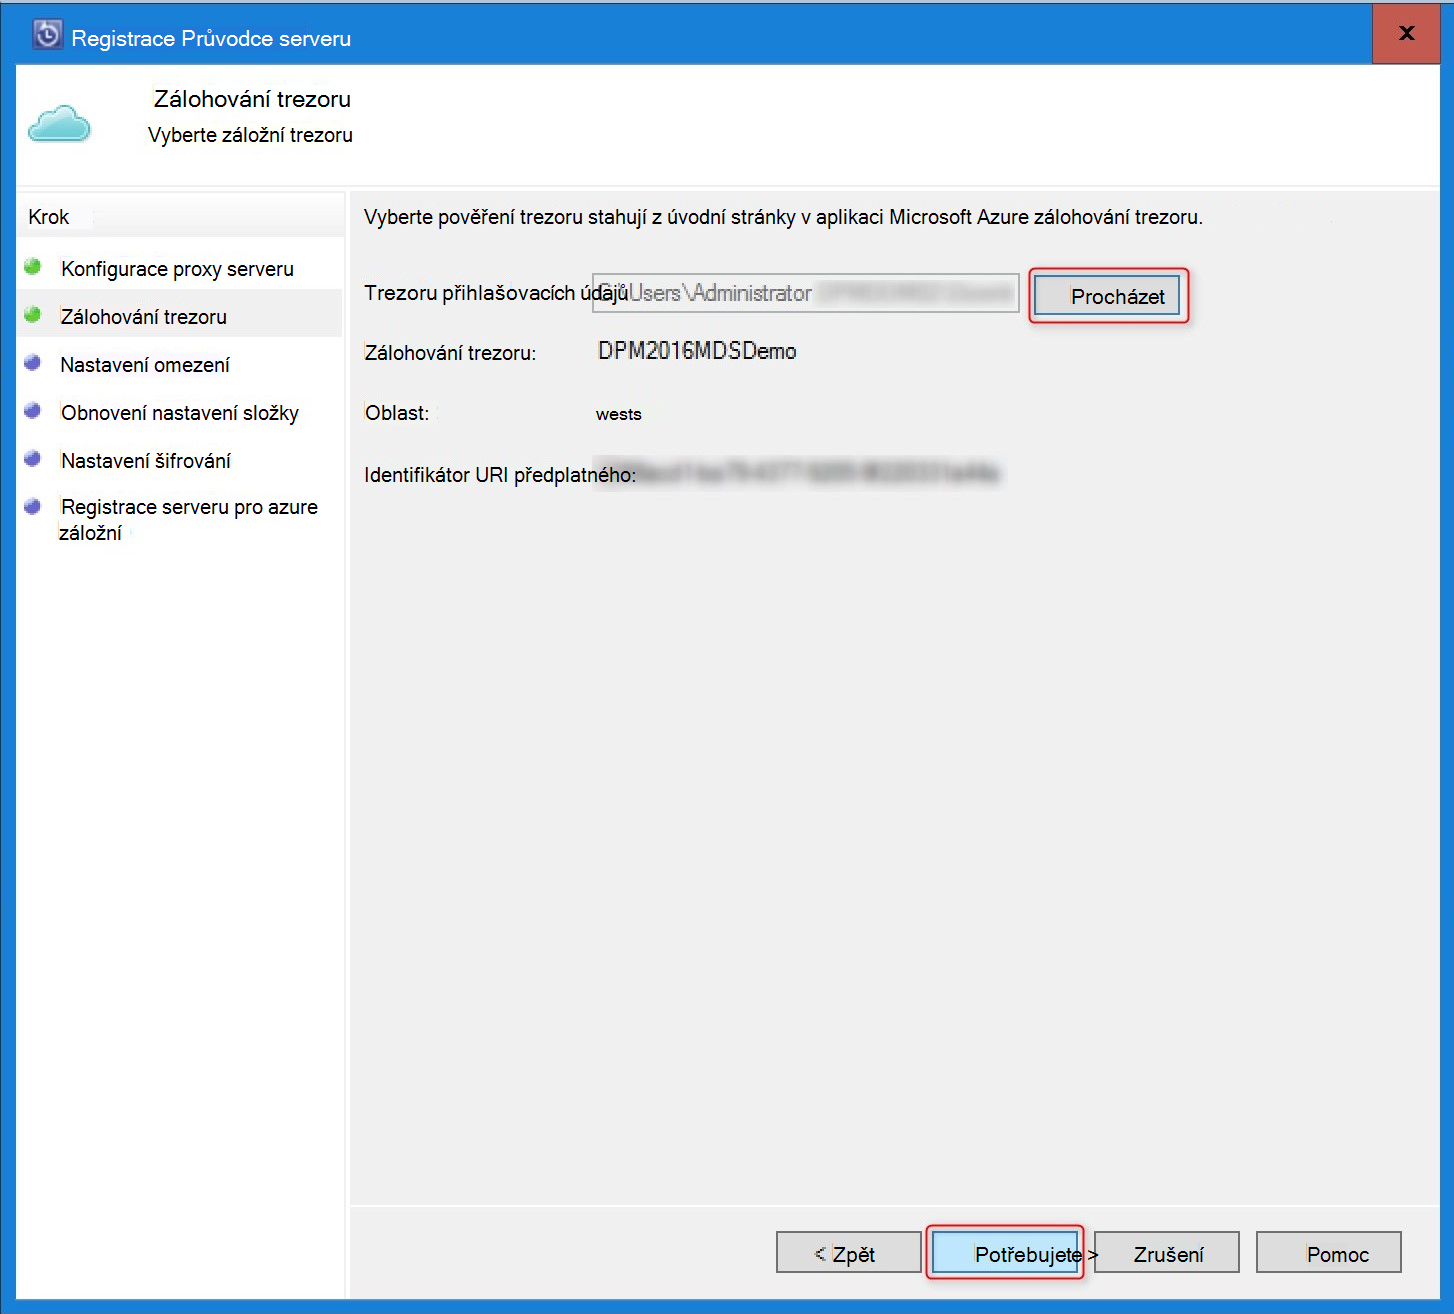 Registrace Průvodce serveru
x
Zálohování trezoru
Vyberte záložní trezoru
Krok
Konfigurace proxy serveru
Zálohování trezoru
Nastavení omezení
Obnovení nastavení složky
Nastavení šifrování
Registrace serveru pro azure
záložní
Vyberte pověření trezoru stahují z úvodní stránky v aplikaci Microsoft Azure zálohování trezoru.
Trezoru přihlašovacích údajů \Users\Administrator
Procházet
Zálohování trezoru: DPM2016MDSDemo
Oblast: wests
Identifikátor URI předplatného:
< Zpět
Potřebujete >
Zrušení
Pomoc